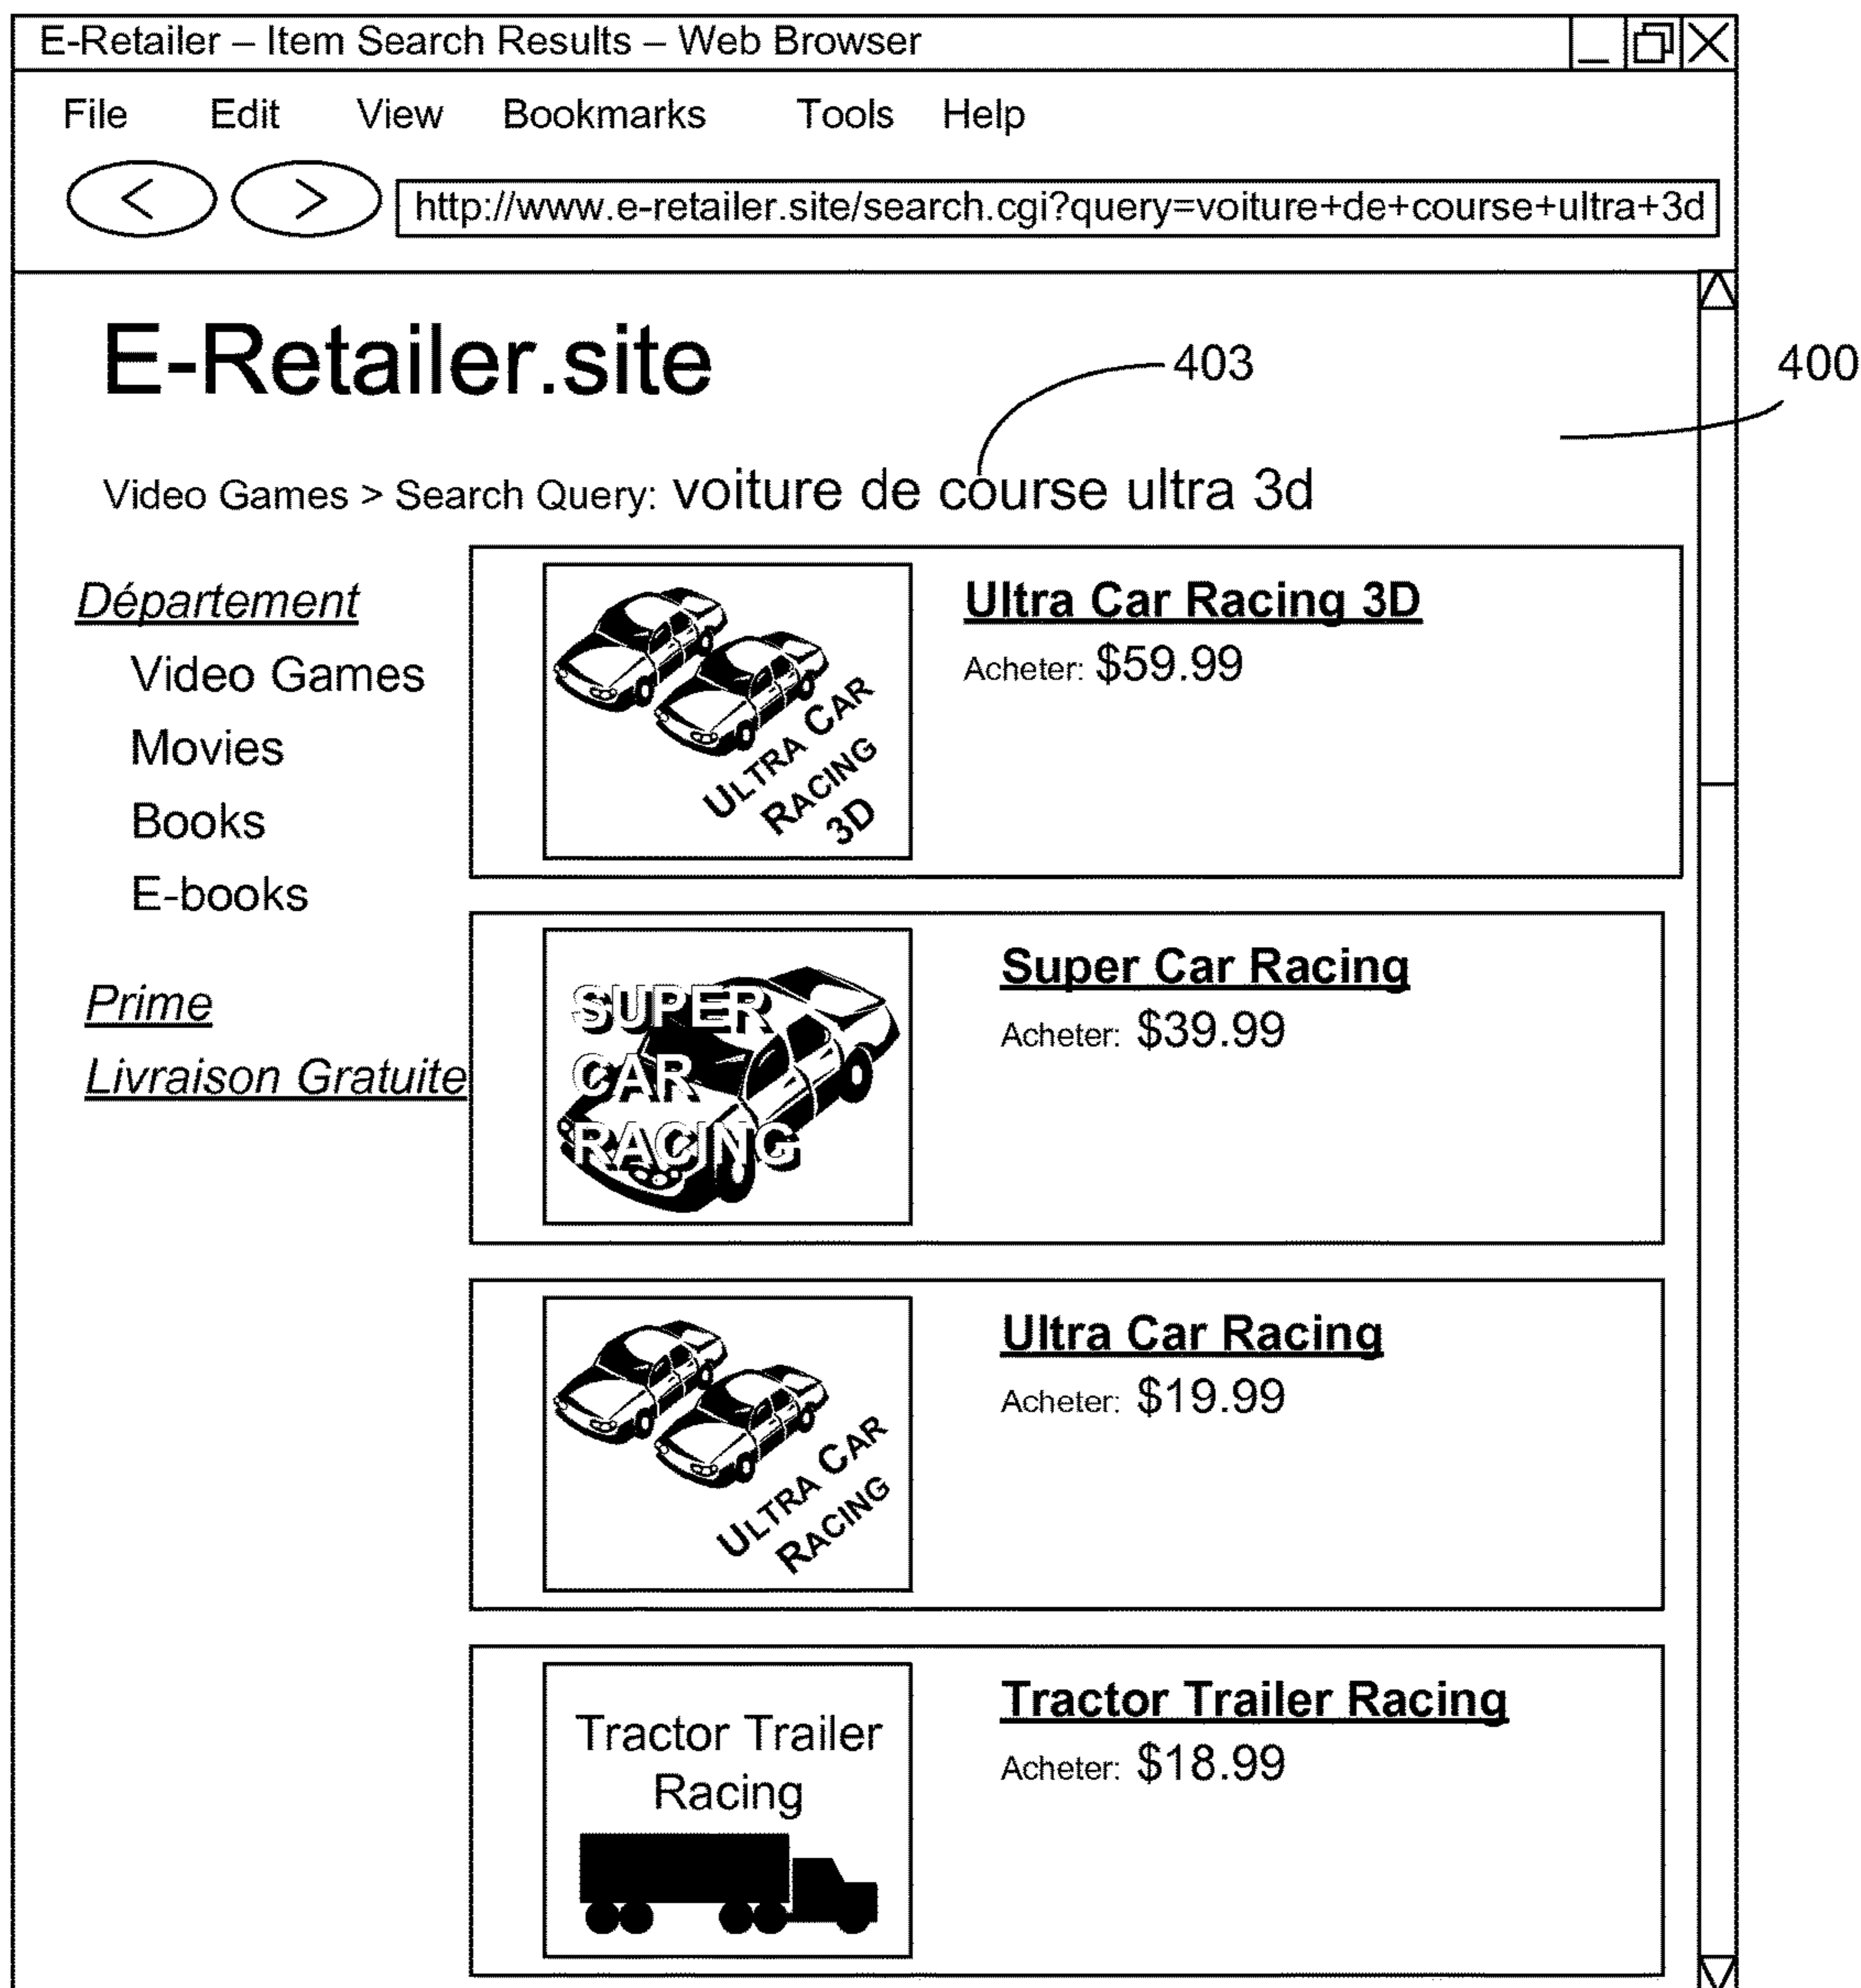 E-Retailer – Item Search Results – Web Browser
File Edit View Bookmarks Tools Help
http://www.e-retailer.site/search.cgi?query=voiture+de+course+ultra+3d
E-Retailer.site
403
400
Video Games > Search Query: voiture de course ultra 3d
Département
Video Games
Movies
Books
E-books
Prime
Livraison Gratuite
ULTRA CAR
RACING
3D
Ultra Car Racing 3D
Acheter: $59.99
SUPER
CAR
RACING
Super Car Racing
Acheter: $39.99
ULTRA CAR
RACING
Ultra Car Racing
Acheter: $19.99
Tractor Trailer
Racing
Tractor Trailer Racing
Acheter: $18.99